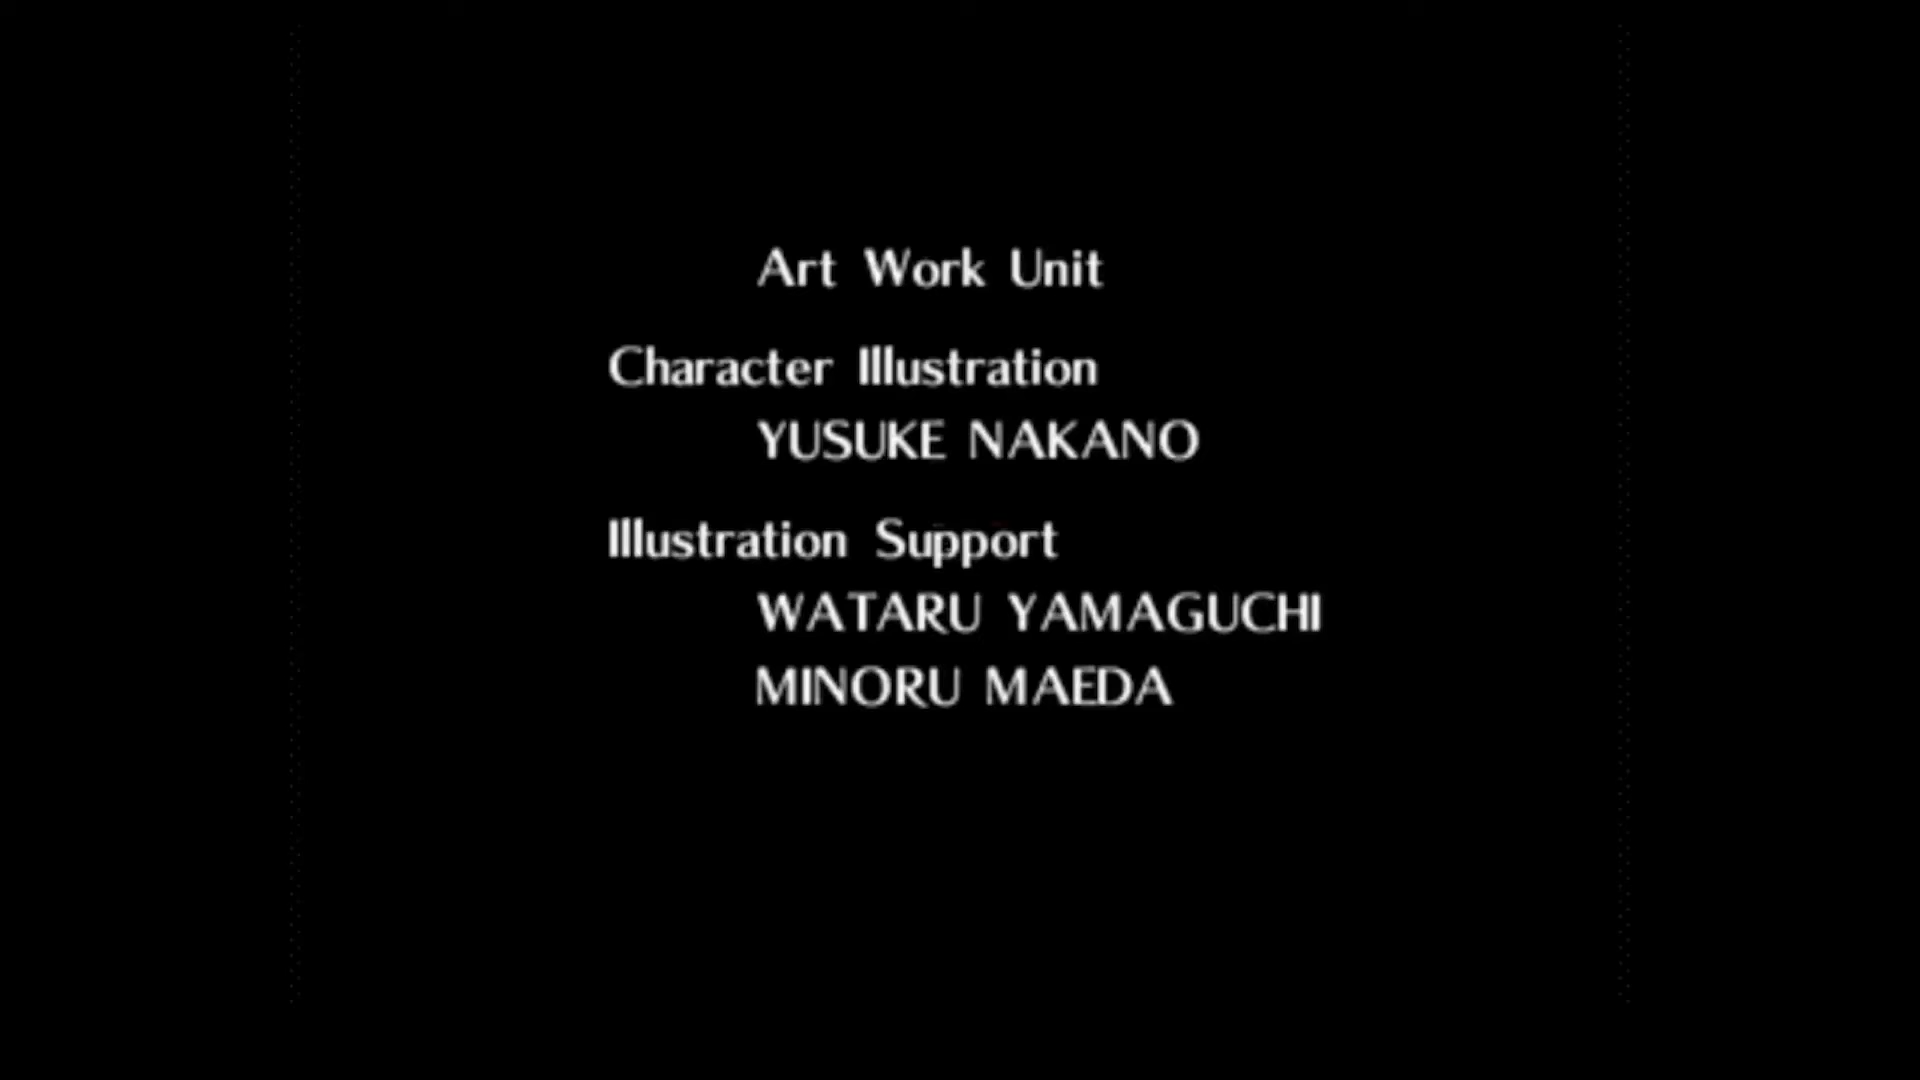 Art Work Unit
Character Illustration
YUSUKE NAKANO
Illustration Support
WATARU YAMAGUCHI
MINORU MAEDA